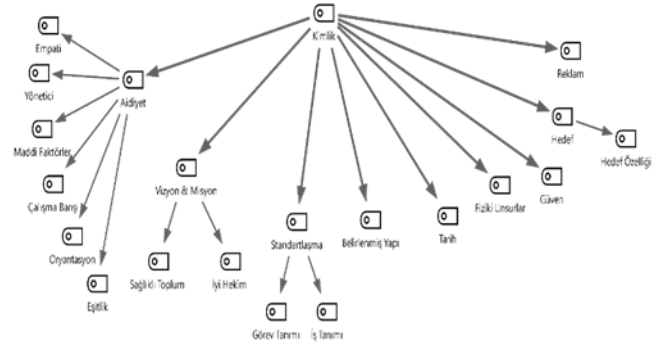 Kimlik
Empati
Reklam
Yönetici
Aidiyet
Hedef
Maddi Faktörler
Hedef Özelliği
Vizyon & Misyon
Güven
Çalışma Barışı
Fiziki Unsurlar
Tarih
Belirlenmiş Yapı
Standartlaşma
Oryantasyon
Sağlıklı Toplum
İyi Hekim
Eşitlik
Görev Tanımı
İş Tanımı